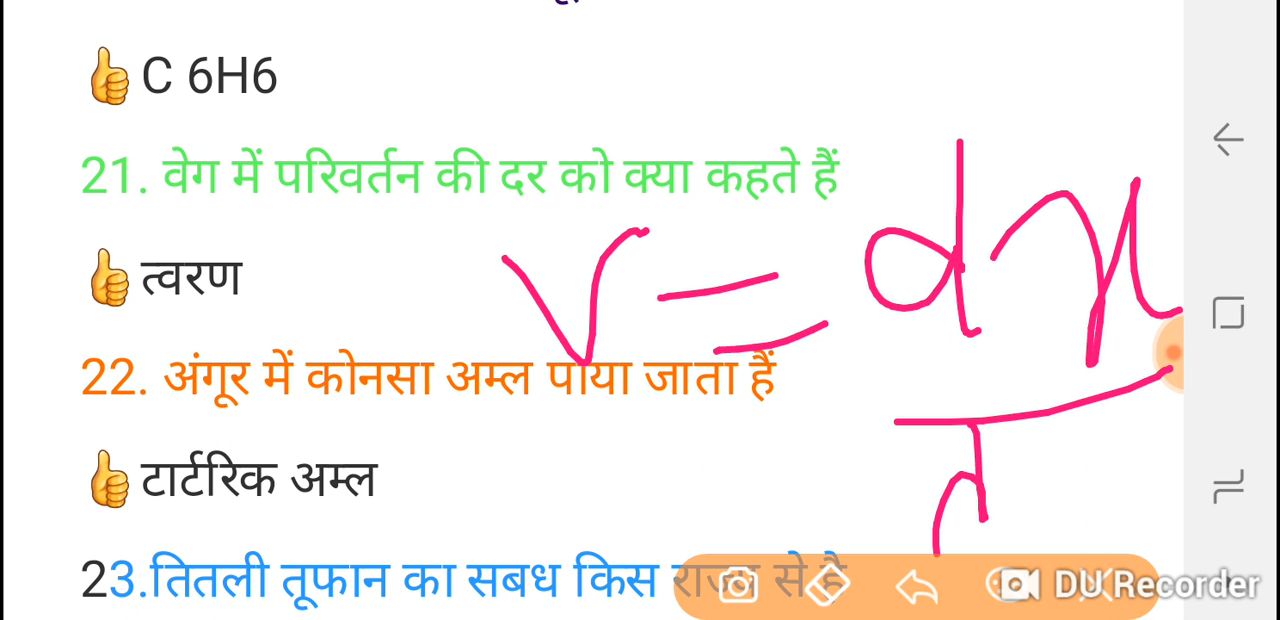 C 6H6
21. वेग में परिवर्तन की दर को क्या कहते हैं
त्वरण
v = dx
22. अंगूर में कोनसा अम्ल पाया जाता हैं
टार्टरिक अम्ल
23.तितली तूफान का सबध किस राज्य से है
DU Recorder